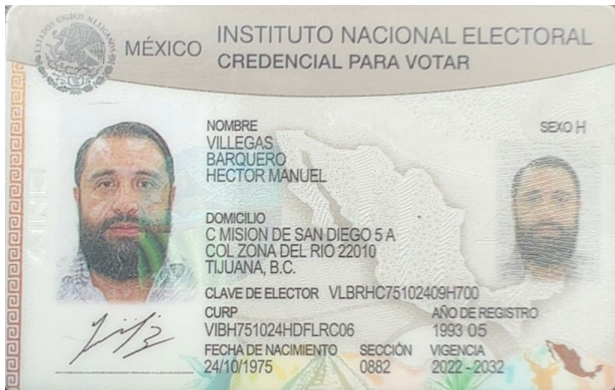 MÉXICO
INSTITUTO NACIONAL ELECTORAL
CREDENCIAL PARA VOTAR
NOMBRE
VILLEGAS
BARQUERO
HECTOR MANUEL
SEXO H
DOMICILIO
C MISION DE SAN DIEGO 5 A
COL ZONA DEL RIO 22010
TIJUANA, B.C.
CLAVE DE ELECTOR VLBRHC75102409H700
CURP
VIBH751024HDFLRC06
AÑO DE REGISTRO
1993 05
FECHA DE NACIMIENTO
24/10/1975
SECCIÓN
0882
VIGENCIA
2022 - 2032